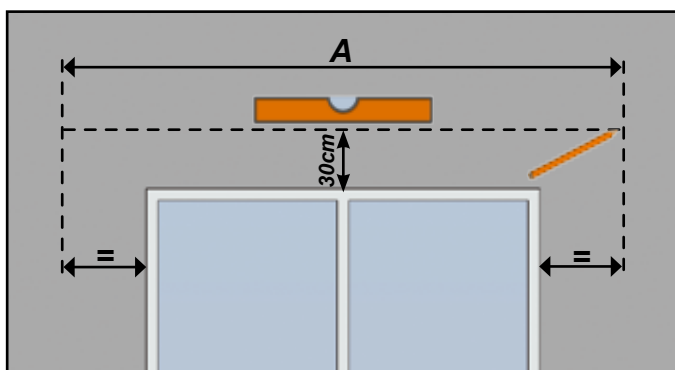 A
30cm
=
=